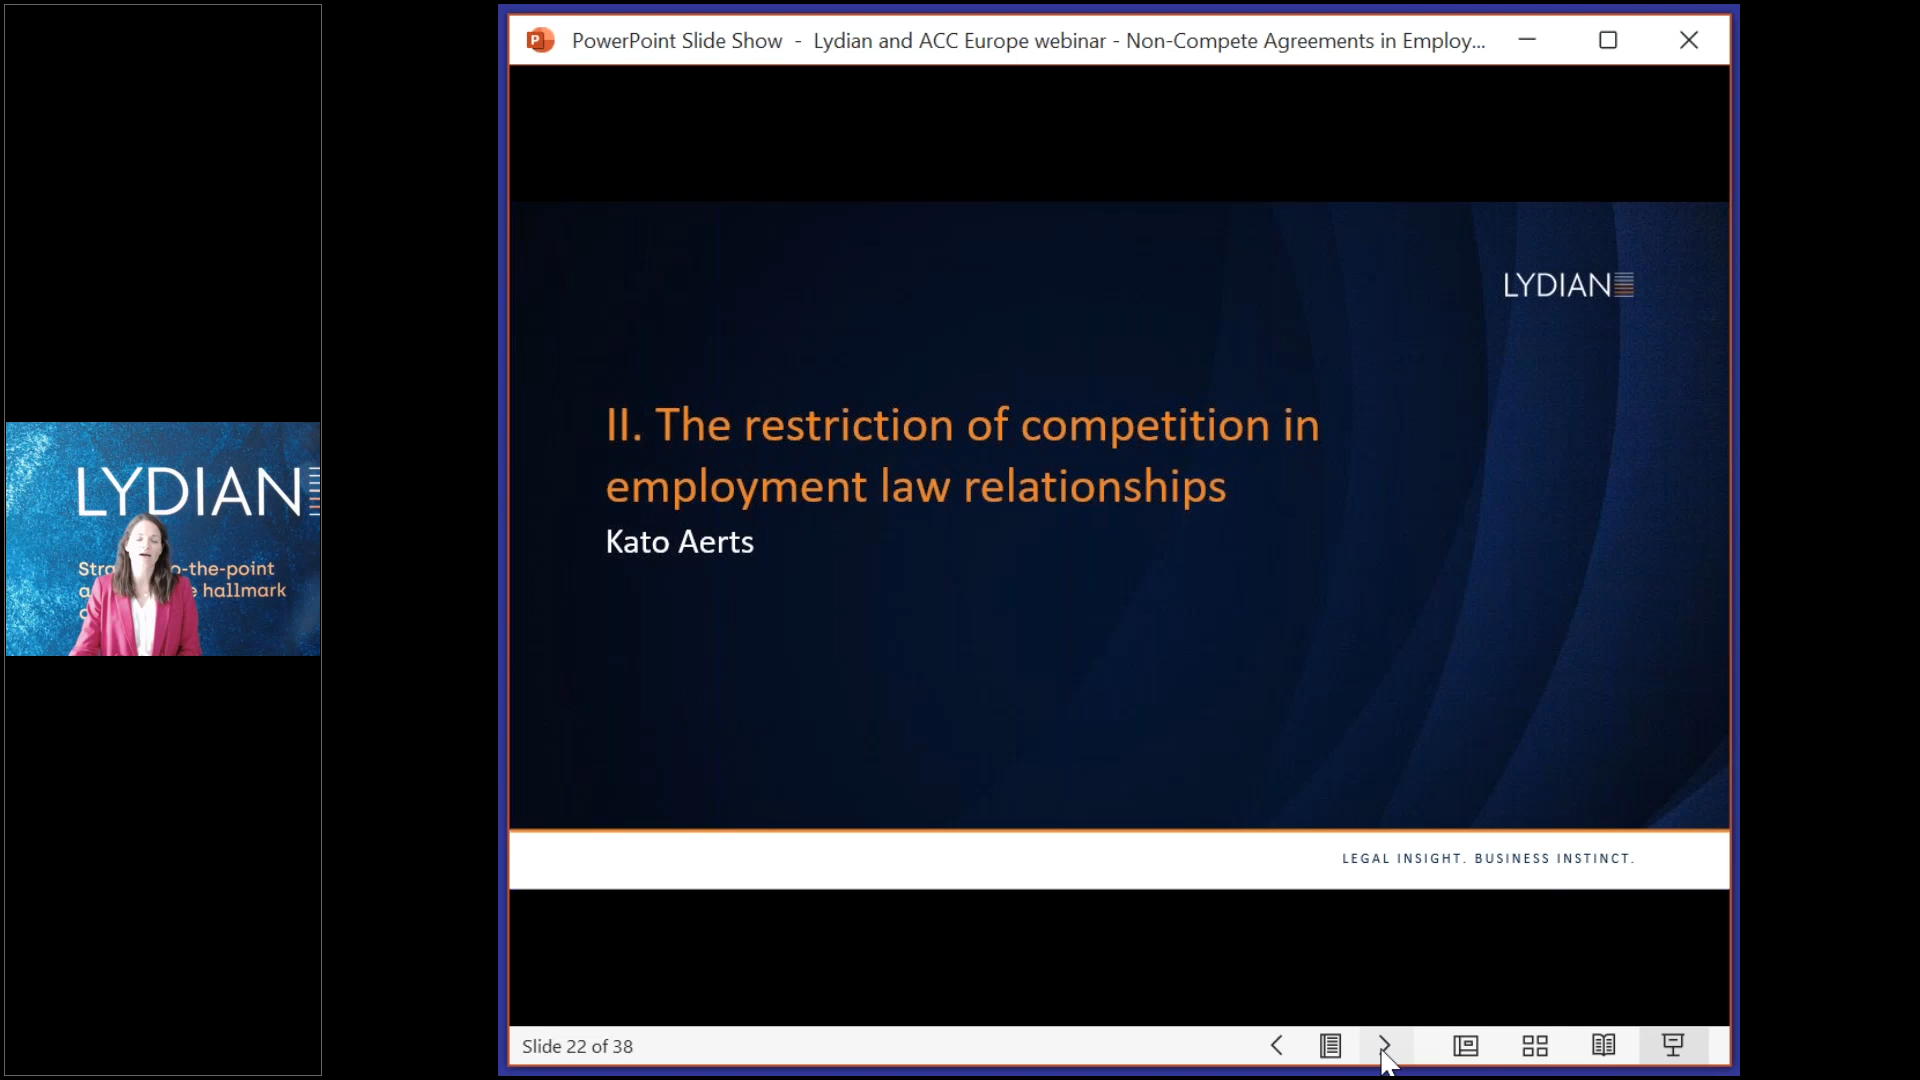 PowerPoint Slide Show - Lydian and ACC Europe webinar - Non-Compete Agreements in Employ...
LYDIAN
II. The restriction of competition in
employment law relationships
Kato Aerts
LEGAL INSIGHT. BUSINESS INSTINCT.
Slide 22 of 38
LYDIAN
o-the-point
hallmark